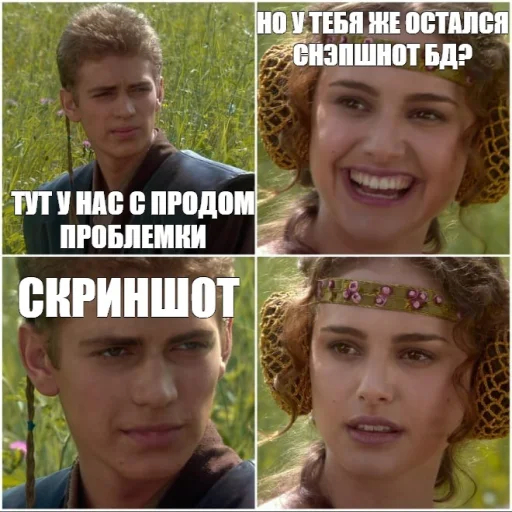 ТУТ У НАС С ПРОДОМ
ПРОБЛЕМКИ
НО У ТЕБЯ ЖЕ ОСТАЛСЯ
СНЭПШНОТ БД?
СКРИНШОТ